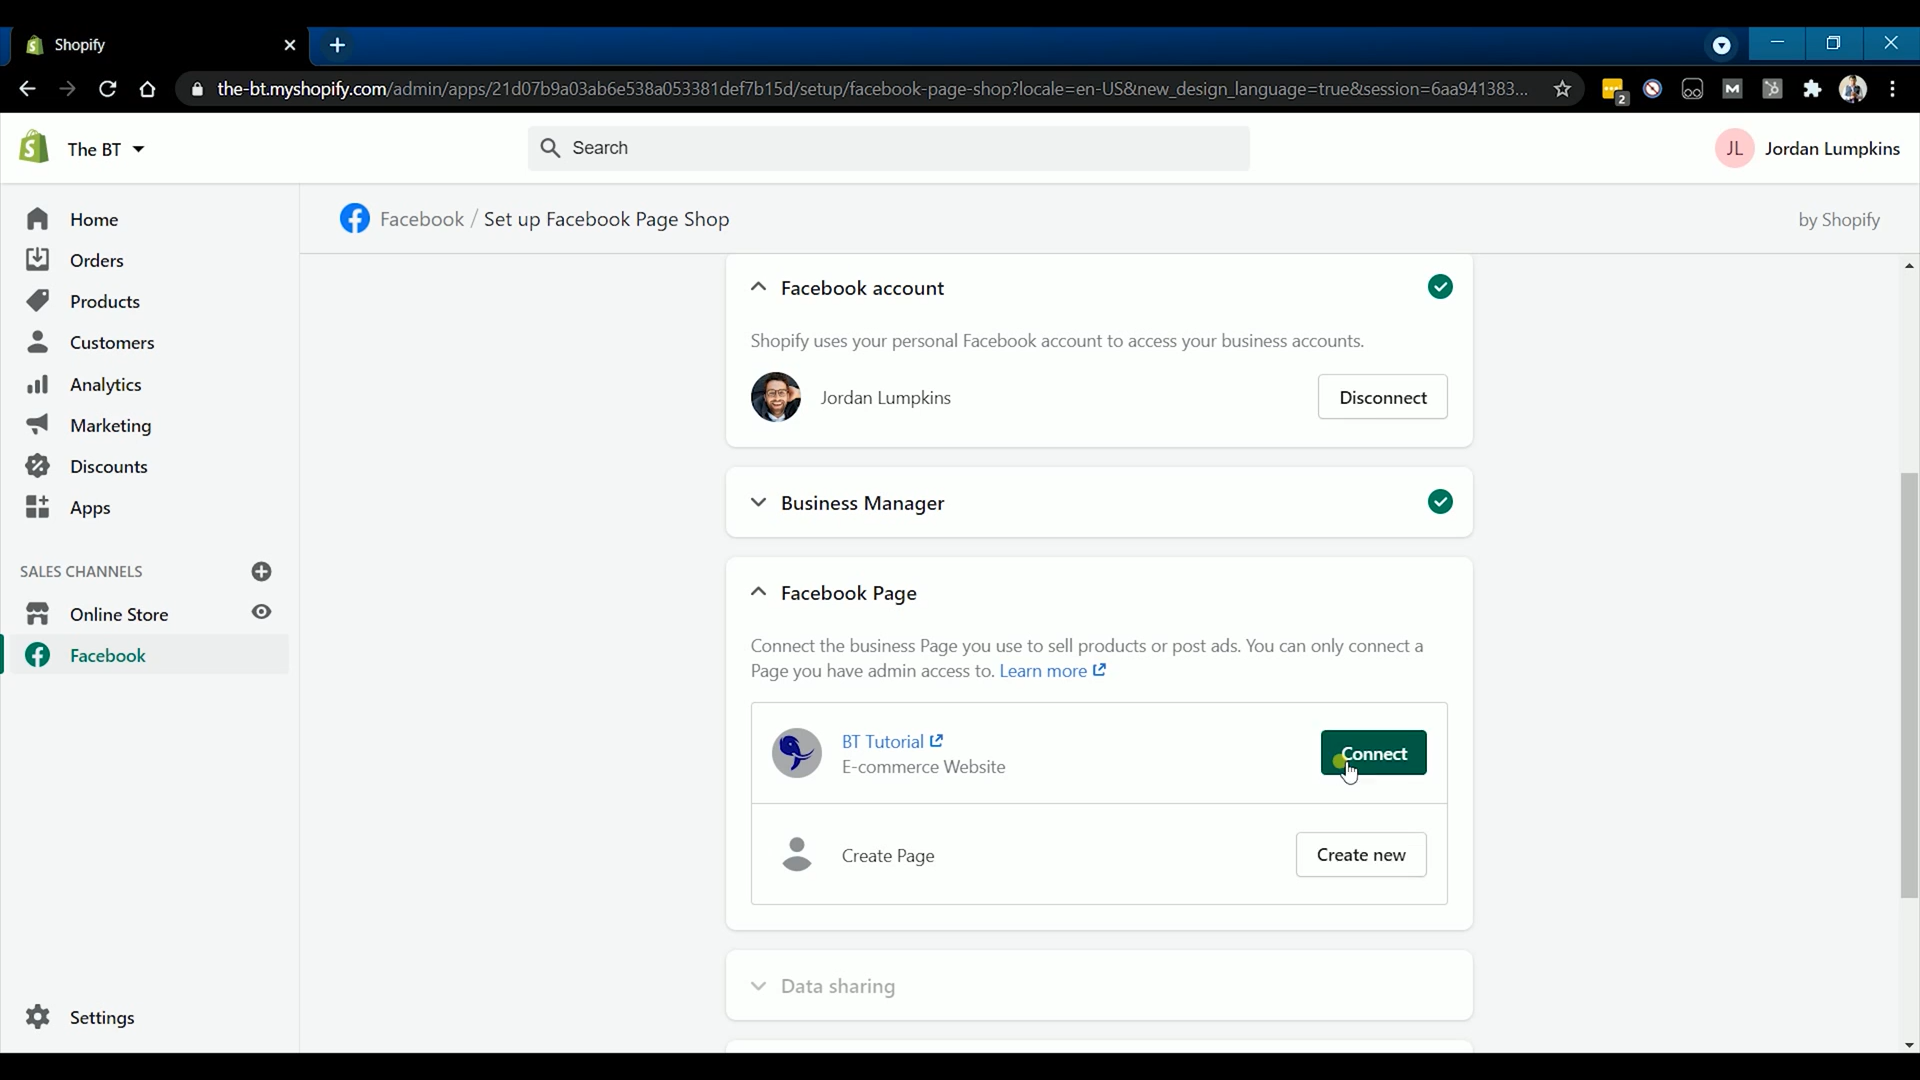 Shopify
the-bt.myshopify.com/admin/apps/21d07b9a03ab6e538a053381def7b15d/setup/facebook-page-shop?locale=en-US&new_design_language=true&session=6aa941383...
2
The BT
Search
JL
Jordan Lumpkins
Home
Orders
Products
Customers
Analytics
Marketing
Discounts
Apps
SALES CHANNELS
Online Store
Facebook
Settings
Facebook / Set up Facebook Page Shop
by Shopify
Facebook account
Shopify uses your personal Facebook account to access your business accounts.
Jordan Lumpkins
Disconnect
Business Manager
Facebook Page
Connect the business Page you use to sell products or post ads. You can only connect a
Page you have admin access to. Learn more
BT Tutorial
E-commerce Website
Connect
Create Page
Create new
Data sharing